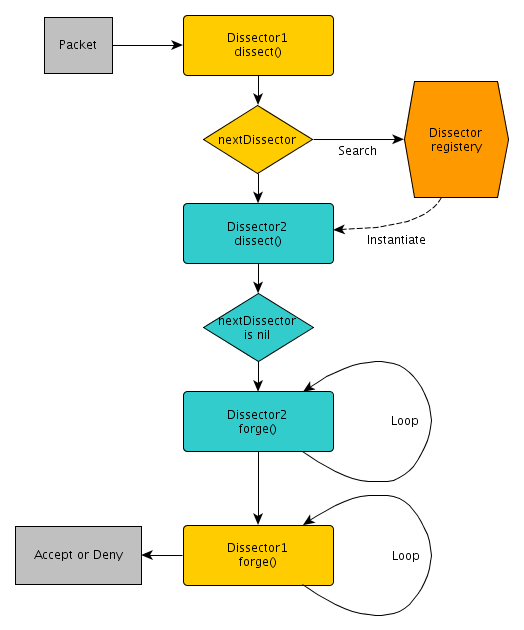 Packet
Dissector1
dissect()
nextDissector
Search
Dissector
registery
Dissector2
dissect()
Instantiate
nextDissector
is nil
Dissector2
forge()
Loop
Accept or Deny
Dissector1
forge()
Loop